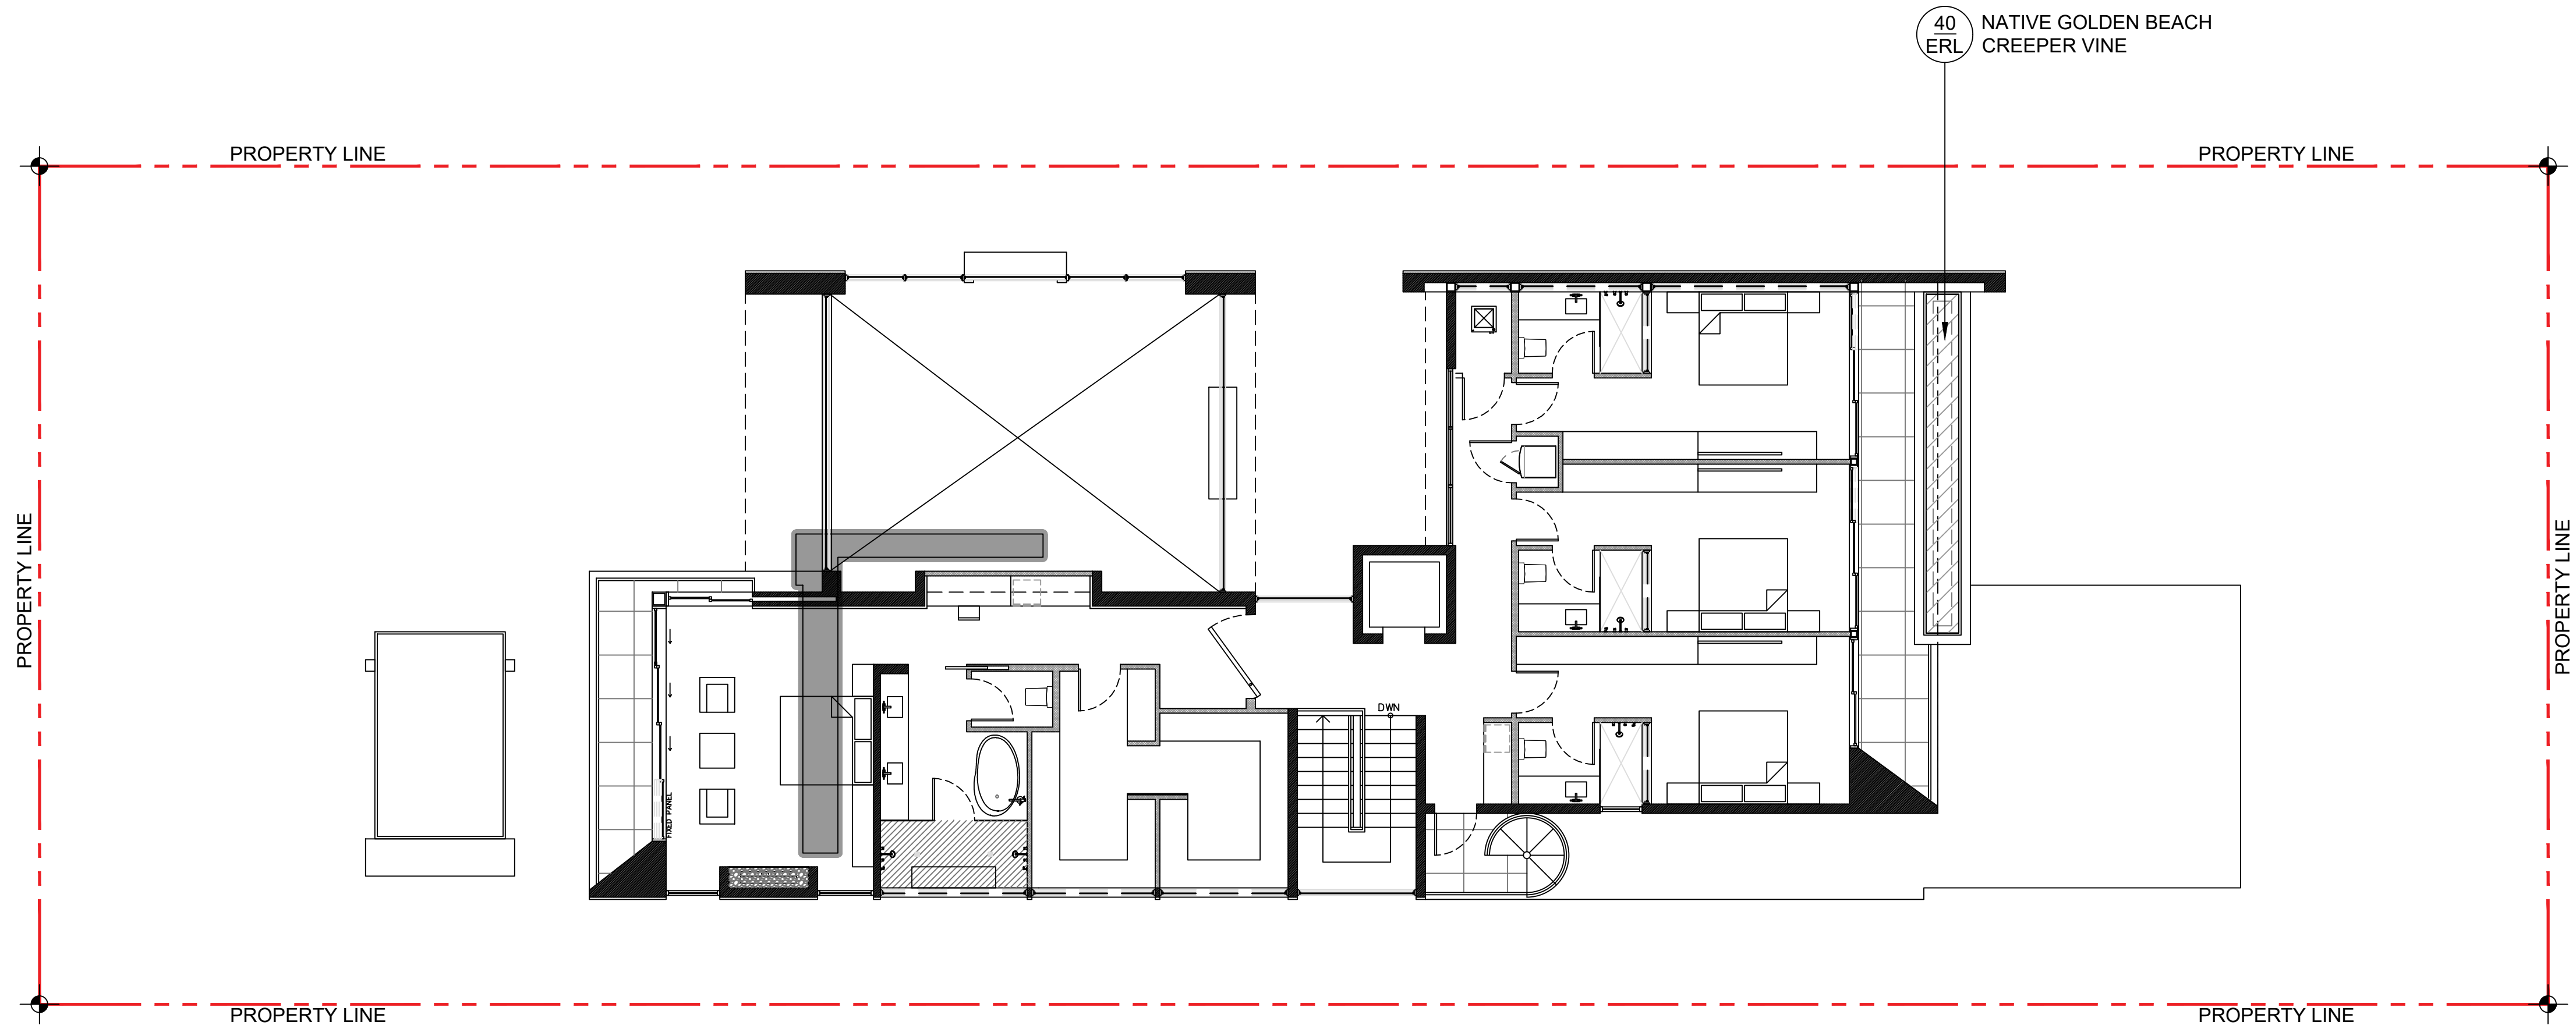 40
ERL
NATIVE GOLDEN BEACH
CREEPER VINE
PROPERTY LINE
PROPERTY LINE
PROPERTY LINE
PROPERTY LINE
DWN
FIXED PANEL
PROPERTY LINE
PROPERTY LINE